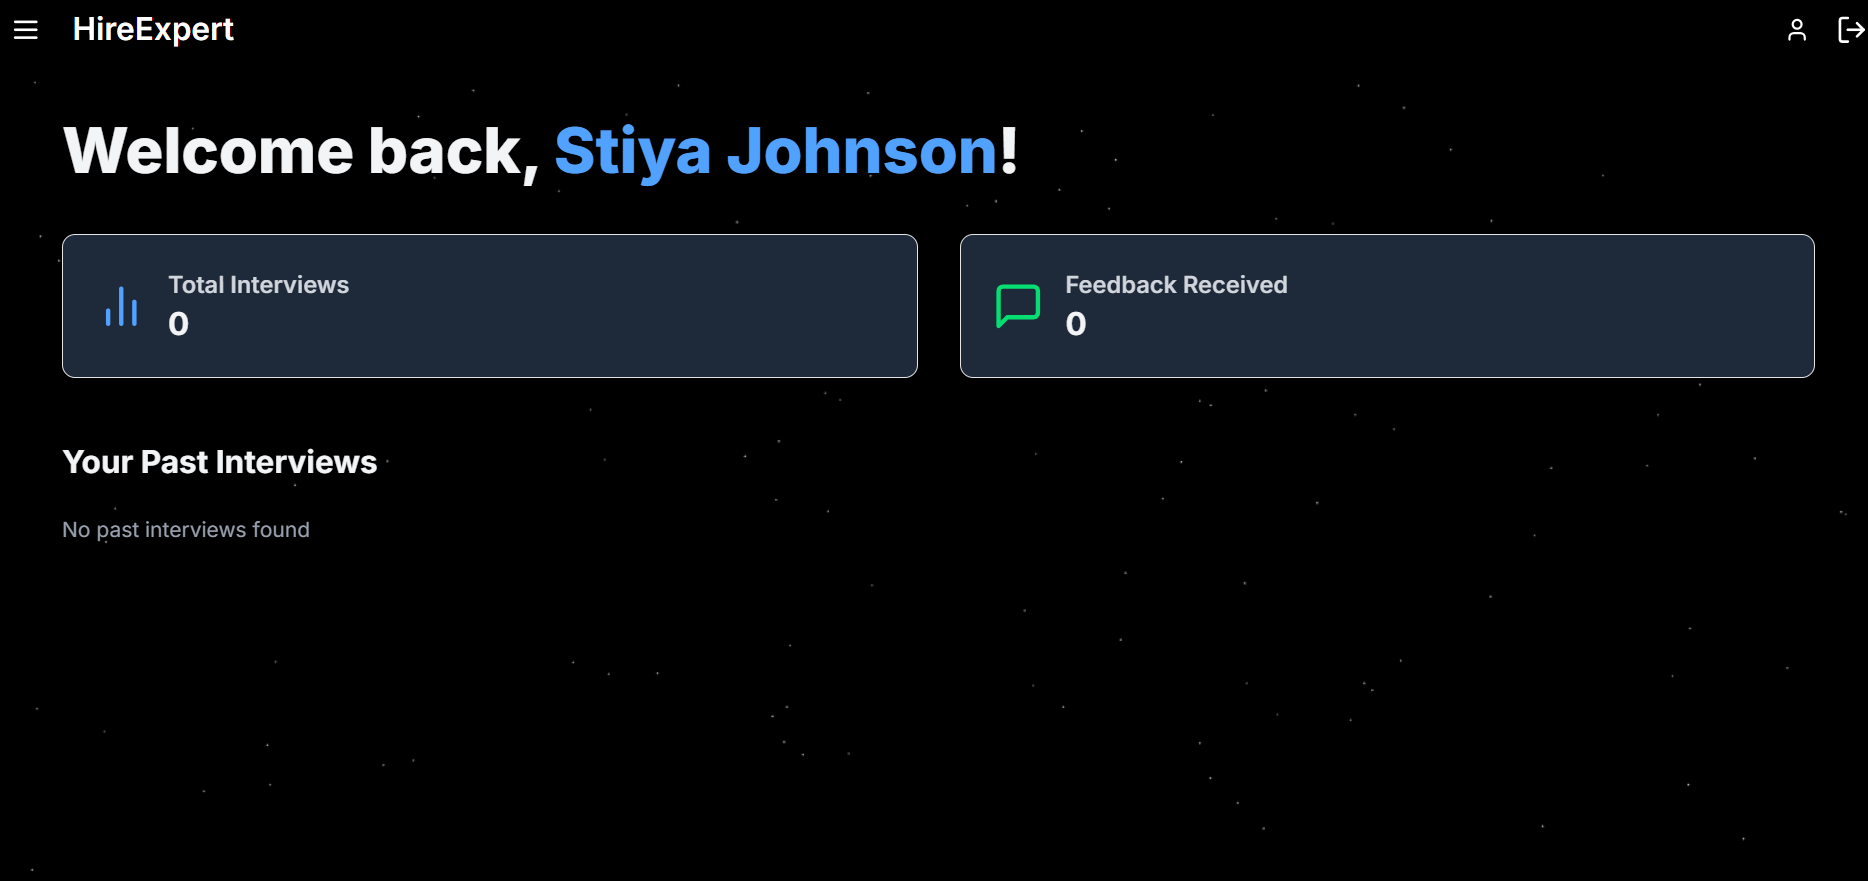 HireExpert
Welcome back, Stiya Johnson!
Total Interviews
0
Feedback Received
0
Your Past Interviews
No past interviews found